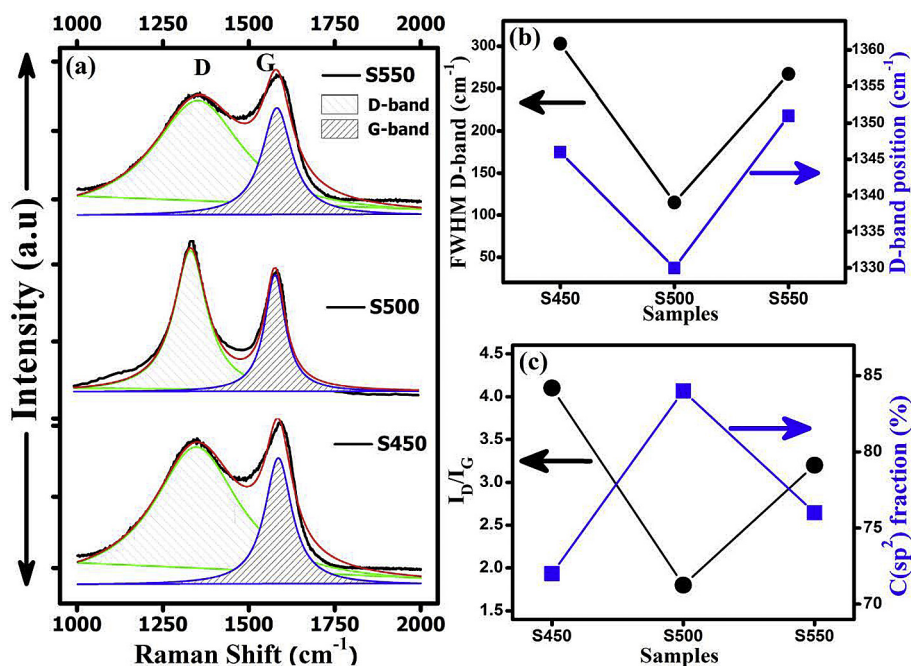 1000 1250 1500 1750 2000
(a)
D
G
S550
D-band
G-band
S500
S450
Intensity (a.u)
1000 1250 1500 1750 2000
Raman Shift (cm⁻¹)
(b)
300
250
200
150
100
50
FWHM D-band (cm⁻¹)
1360
1355
1350
1345
1340
1335
1330
D-band position (cm⁻¹)
S450 S500 S550
Samples
(c)
4.5
4.0
3.5
3.0
2.5
2.0
1.5
I_D/I_G
85
80
75
70
C(sp²) fraction (%)
S450 S500 S550
Samples